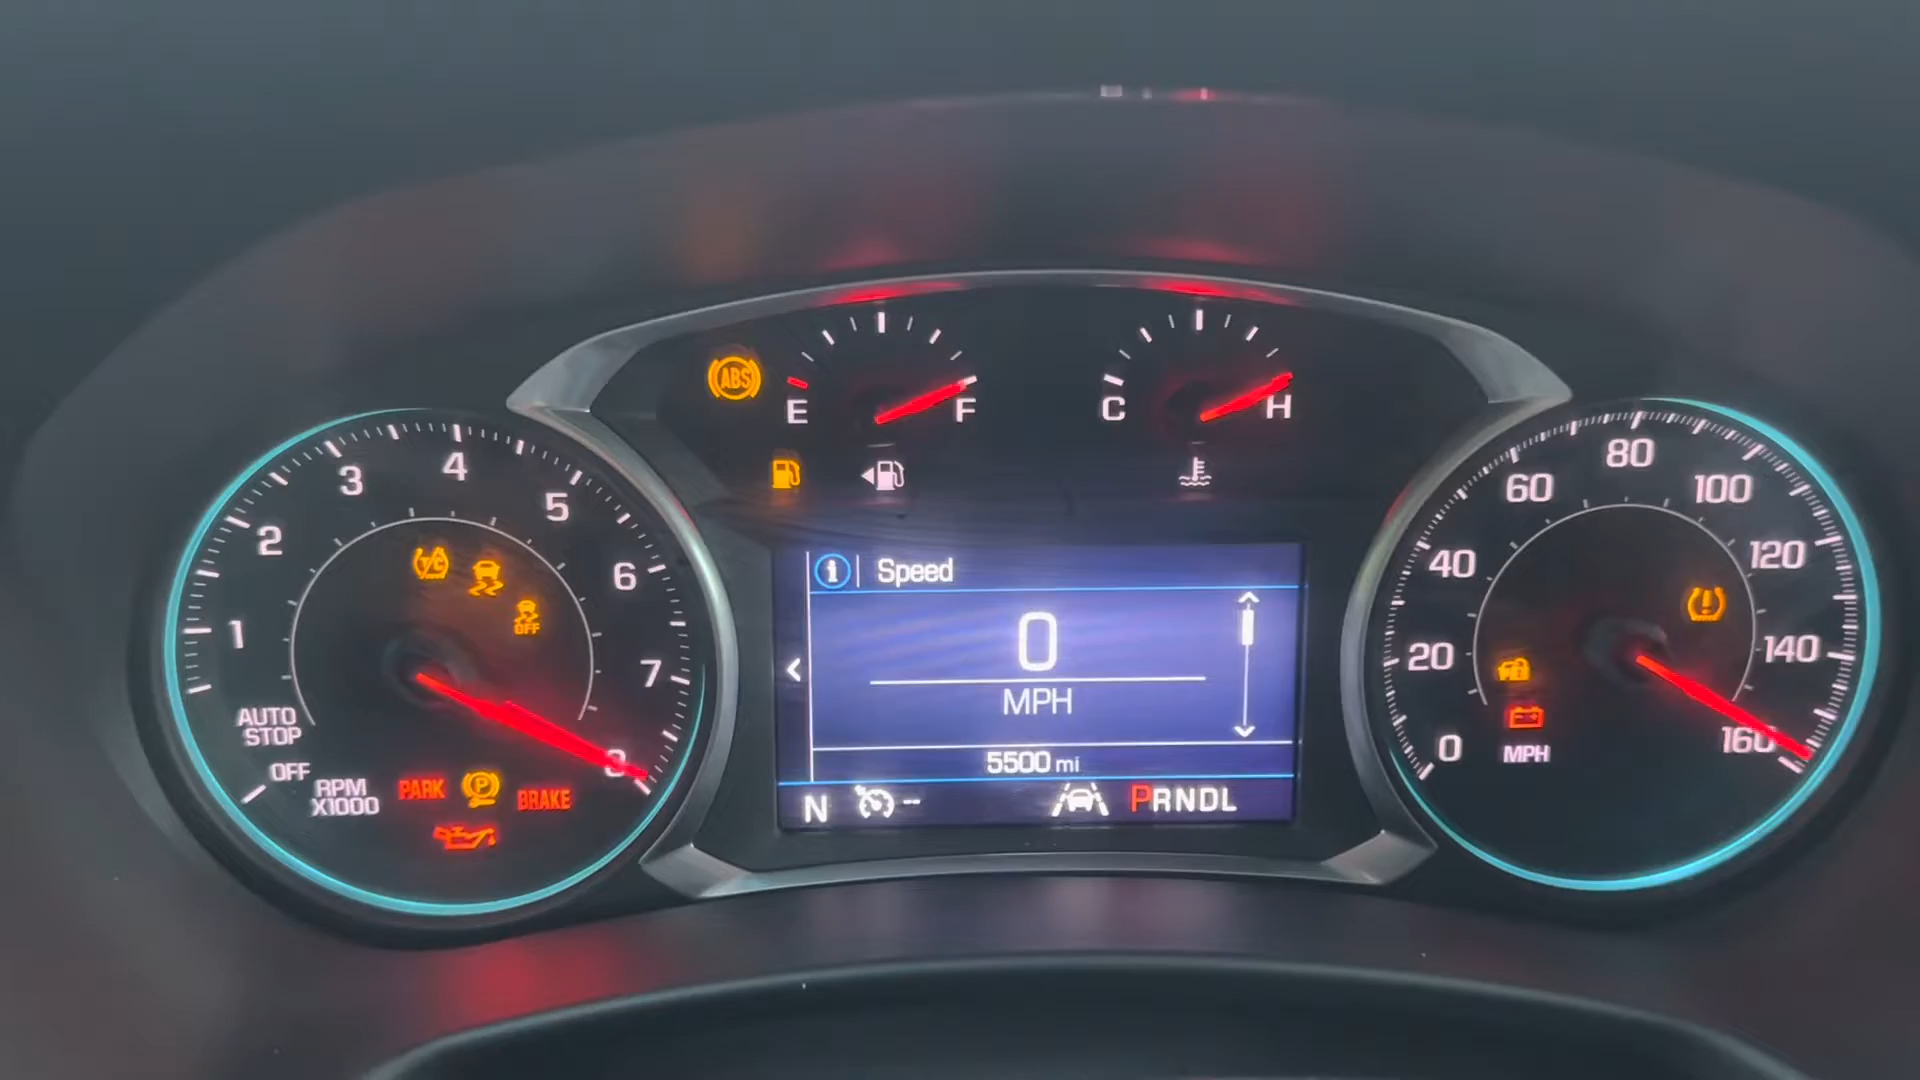 ABS
E
F
C
H
1
2
3
4
5
6
7
8
T/C
OFF
AUTO
STOP
OFF
RPM
X1000
PARK
P
BRAKE
i
Speed
0
MPH
5500 mi
N
--
PRNDL
0
20
40
60
80
100
120
140
160
MPH